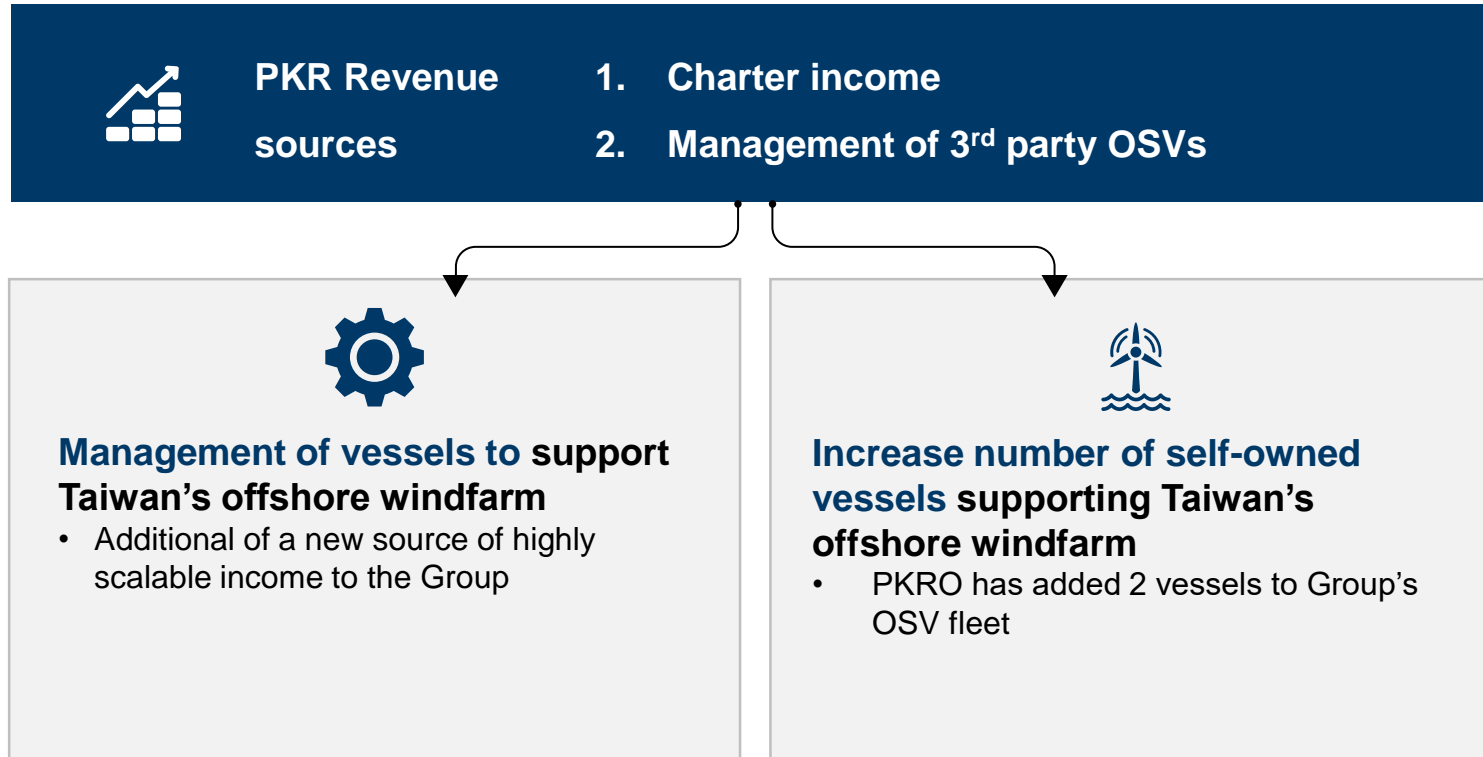 PKR Revenue
sources
1. Charter income
2. Management of 3rd party OSVs
Management of vessels to support
Taiwan’s offshore windfarm
• Additional of a new source of highly
scalable income to the Group
Increase number of self-owned
vessels supporting Taiwan’s
offshore windfarm
• PKRO has added 2 vessels to Group’s
OSV fleet